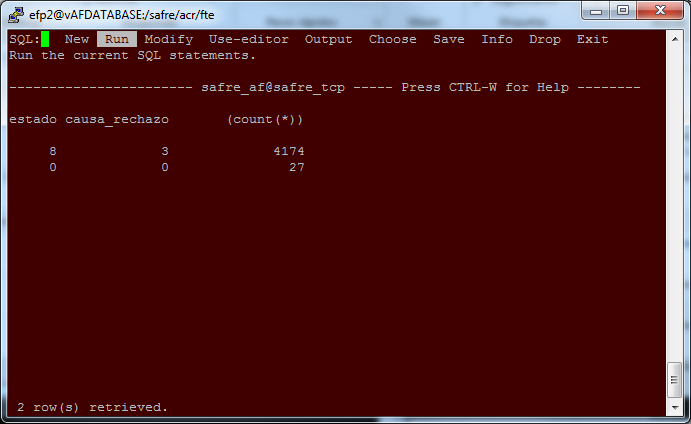 efp2@vAFDATABASE:/safre/acr/fte
SQL: New Run Modify Use-editor Output Choose Save Info Drop Exit
Run the current SQL statements.
----------------------- safre_af@safre_tcp ----- Press CTRL-W for Help --------
estado causa_rechazo (count(*))
8 3 4174
0 0 27
2 row(s) retrieved.